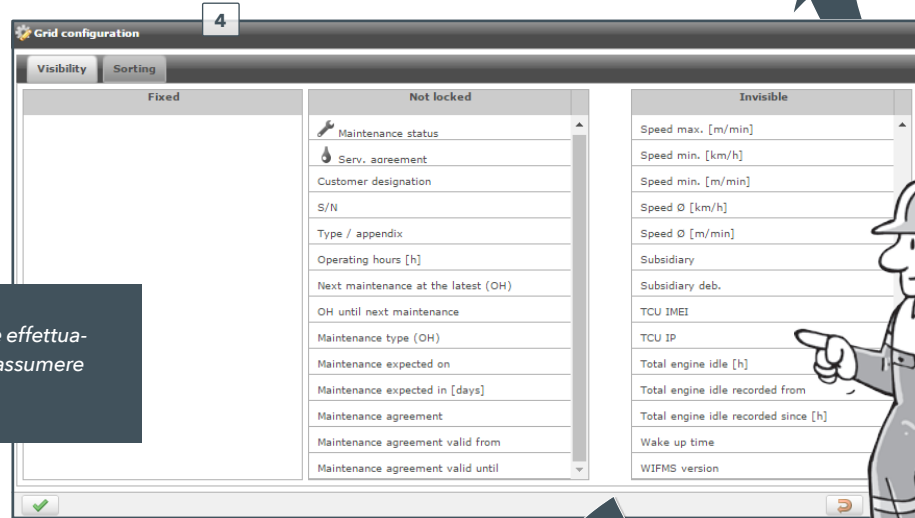 4
Grid configuration
Visibility Sorting
Fixed
Not locked
Maintenance status
Serv. agreement
Customer designation
S/N
Type / appendix
Operating hours [h]
Next maintenance at the latest (OH)
OH until next maintenance
Maintenance type (OH)
Maintenance expected on
Maintenance expected in [days]
Maintenance agreement
Maintenance agreement valid from
Maintenance agreement valid until
Invisible
Speed max. [m/min]
Speed min. [km/h]
Speed min. [m/min]
Speed Ø [km/h]
Speed Ø [m/min]
Subsidiary
Subsidiary deb.
TCU IMEI
TCU IP
Total engine idle [h]
Total engine idle recorded from
Total engine idle recorded since [h]
Wake up time
WIFMS version
effettua-
assumere